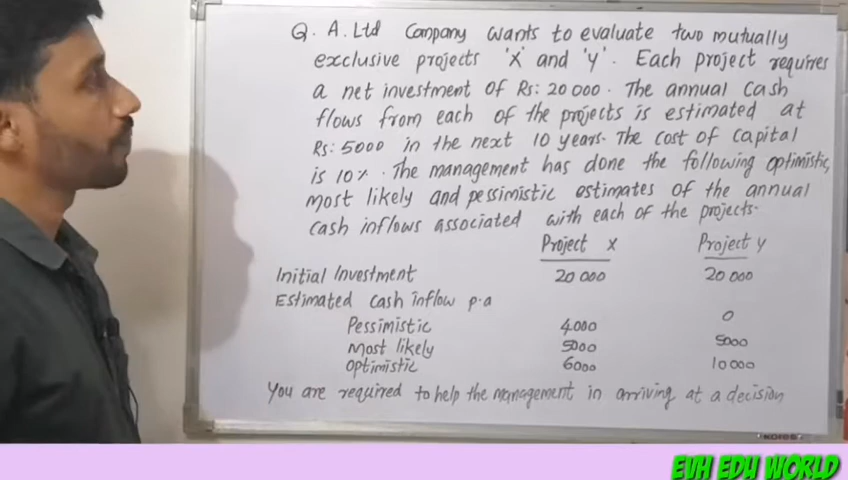 Q. A. Ltd Company wants to evaluate two mutually
exclusive projects 'X' and 'Y'. Each project requires
a net investment of Rs: 20 000. The annual cash
flows from each of the projects is estimated at
Rs: 5000 in the next 10 years. The cost of capital
is 10%. The management has done the following optimistic,
most likely and pessimistic estimates of the annual
cash inflows associated with each of the projects.
Project X Project Y
Initial Investment 20 000 20 000
Estimated cash inflow p.a
Pessimistic 4000 0
Most likely 5000 5000
Optimistic 6000 10 000
You are required to help the management in arriving at a decision
KOROS
EVH EDU WORLD